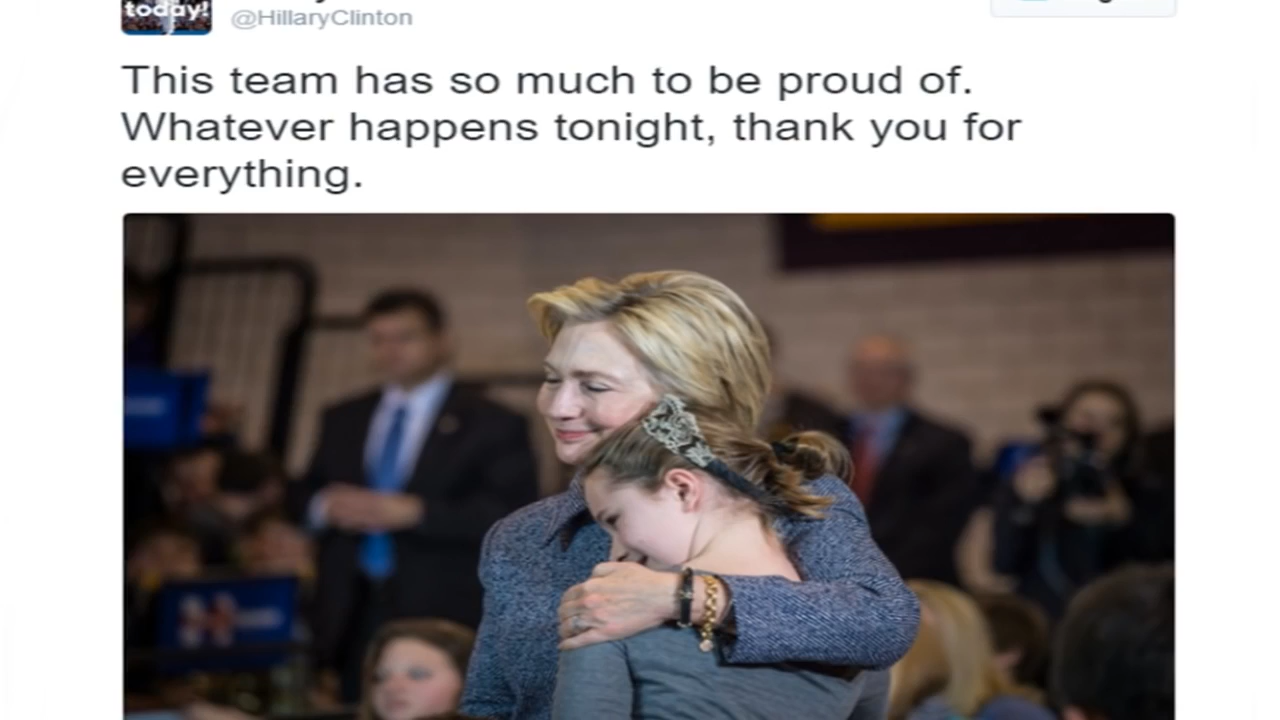 today!
@HillaryClinton
This team has so much to be proud of.
Whatever happens tonight, thank you for
everything.
H